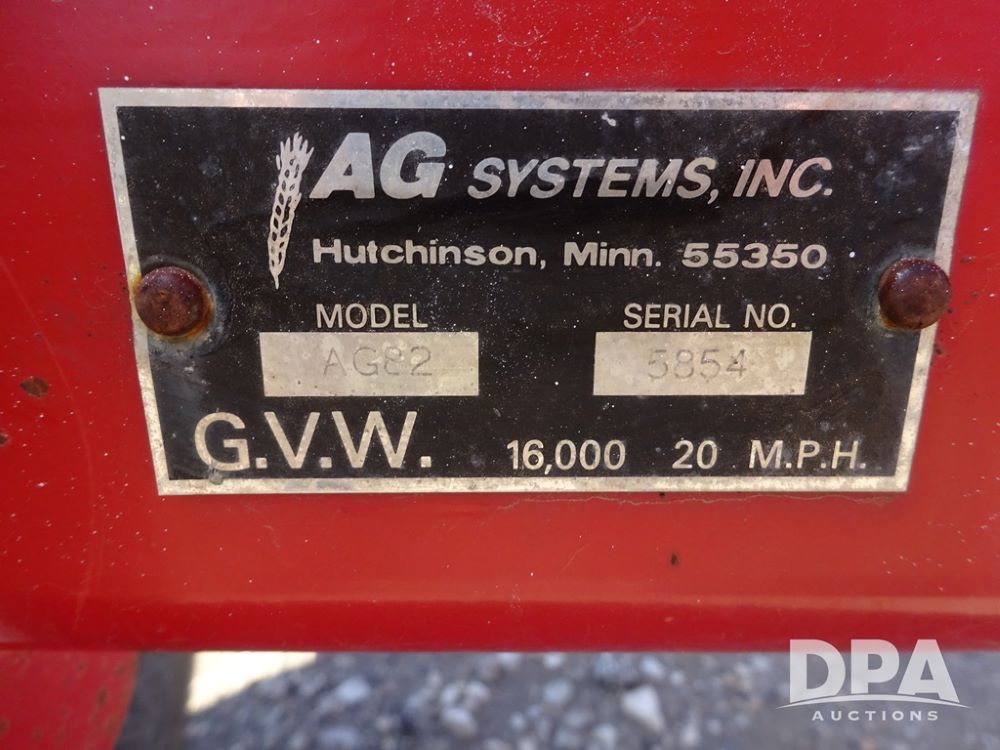 AG SYSTEMS, INC.
Hutchinson, Minn. 55350
MODEL SERIAL NO.
AG82 5854
G.V.W. 16,000 20 M.P.H.
DPA
AUCTIONS